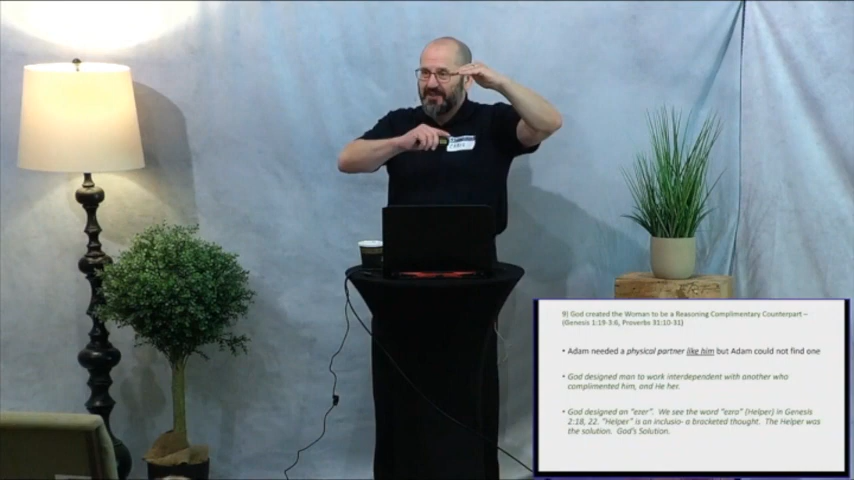 9) God created the Woman to be a Reasoning Complimentary Counterpart –
(Genesis 1:19-3:6, Proverbs 31:10-31)
• Adam needed a physical partner like him but Adam could not find one
• God designed man to work interdependent with another who
complimented him, and He her.
• God designed an "ezer". We see the word "ezra" (Helper) in Genesis
2:18, 22. "Helper" is an inclusio- a bracketed thought. The Helper was
the solution. God's Solution.